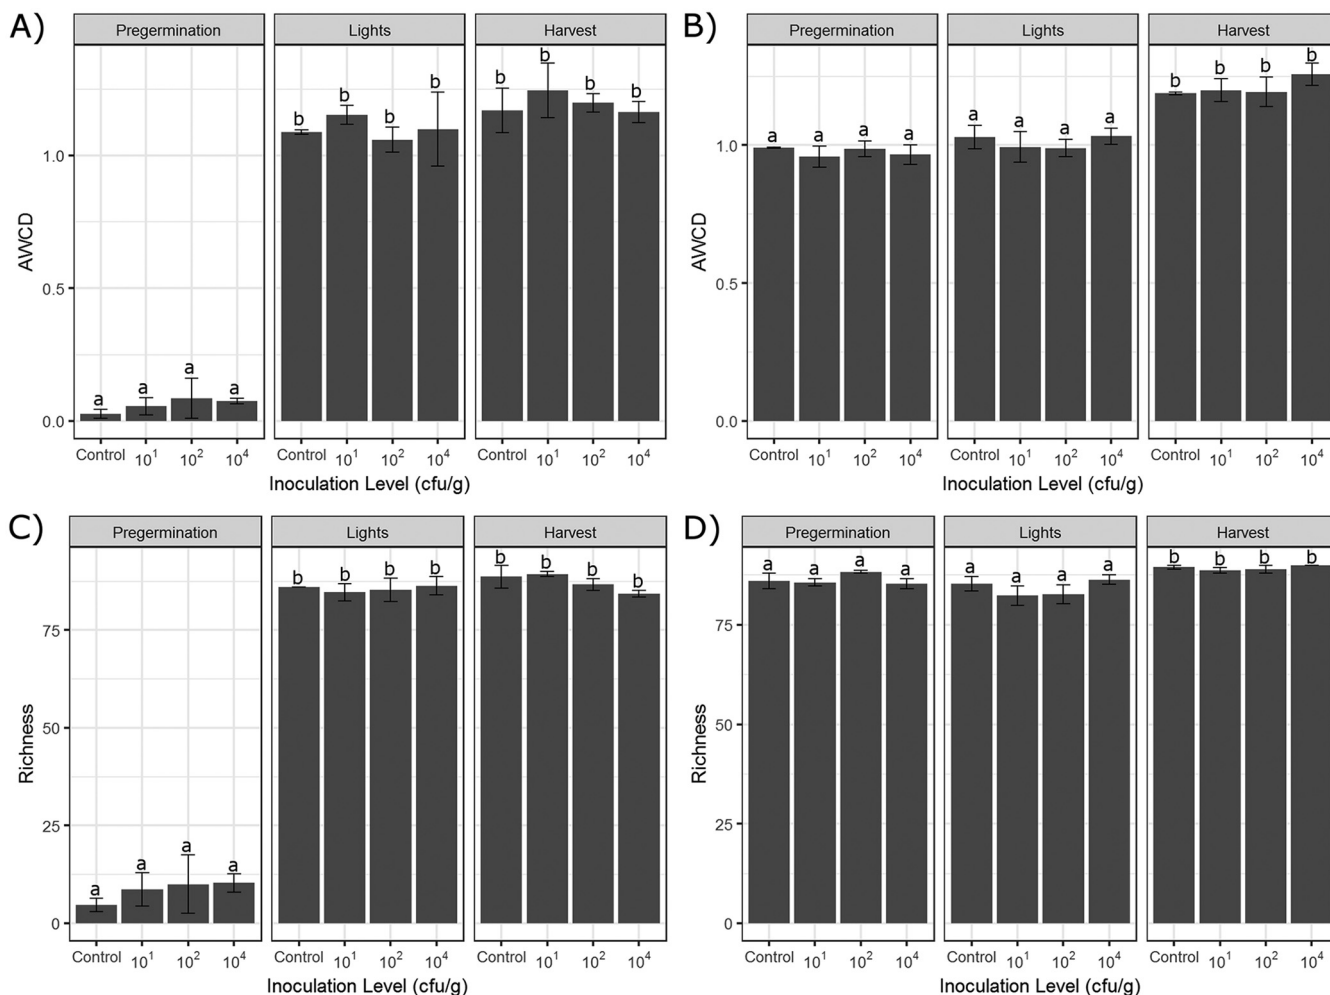 A)
Pregermination Lights Harvest
b b b b b b b b
a a a a
1.0
0.5
0.0
AWCD
Control 10¹ 10² 10⁴ Control 10¹ 10² 10⁴ Control 10¹ 10² 10⁴
Inoculation Level (cfu/g)
B)
Pregermination Lights Harvest
a a a a a a a a b b b b
1.0
0.5
0.0
AWCD
Control 10¹ 10² 10⁴ Control 10¹ 10² 10⁴ Control 10¹ 10² 10⁴
Inoculation Level (cfu/g)
C)
Pregermination Lights Harvest
b b b b b b b b
a a a a
75
50
25
0
Richness
Control 10¹ 10² 10⁴ Control 10¹ 10² 10⁴ Control 10¹ 10² 10⁴
Inoculation Level (cfu/g)
D)
Pregermination Lights Harvest
a a a a a a a a b b b b
75
50
25
0
Richness
Control 10¹ 10² 10⁴ Control 10¹ 10² 10⁴ Control 10¹ 10² 10⁴
Inoculation Level (cfu/g)